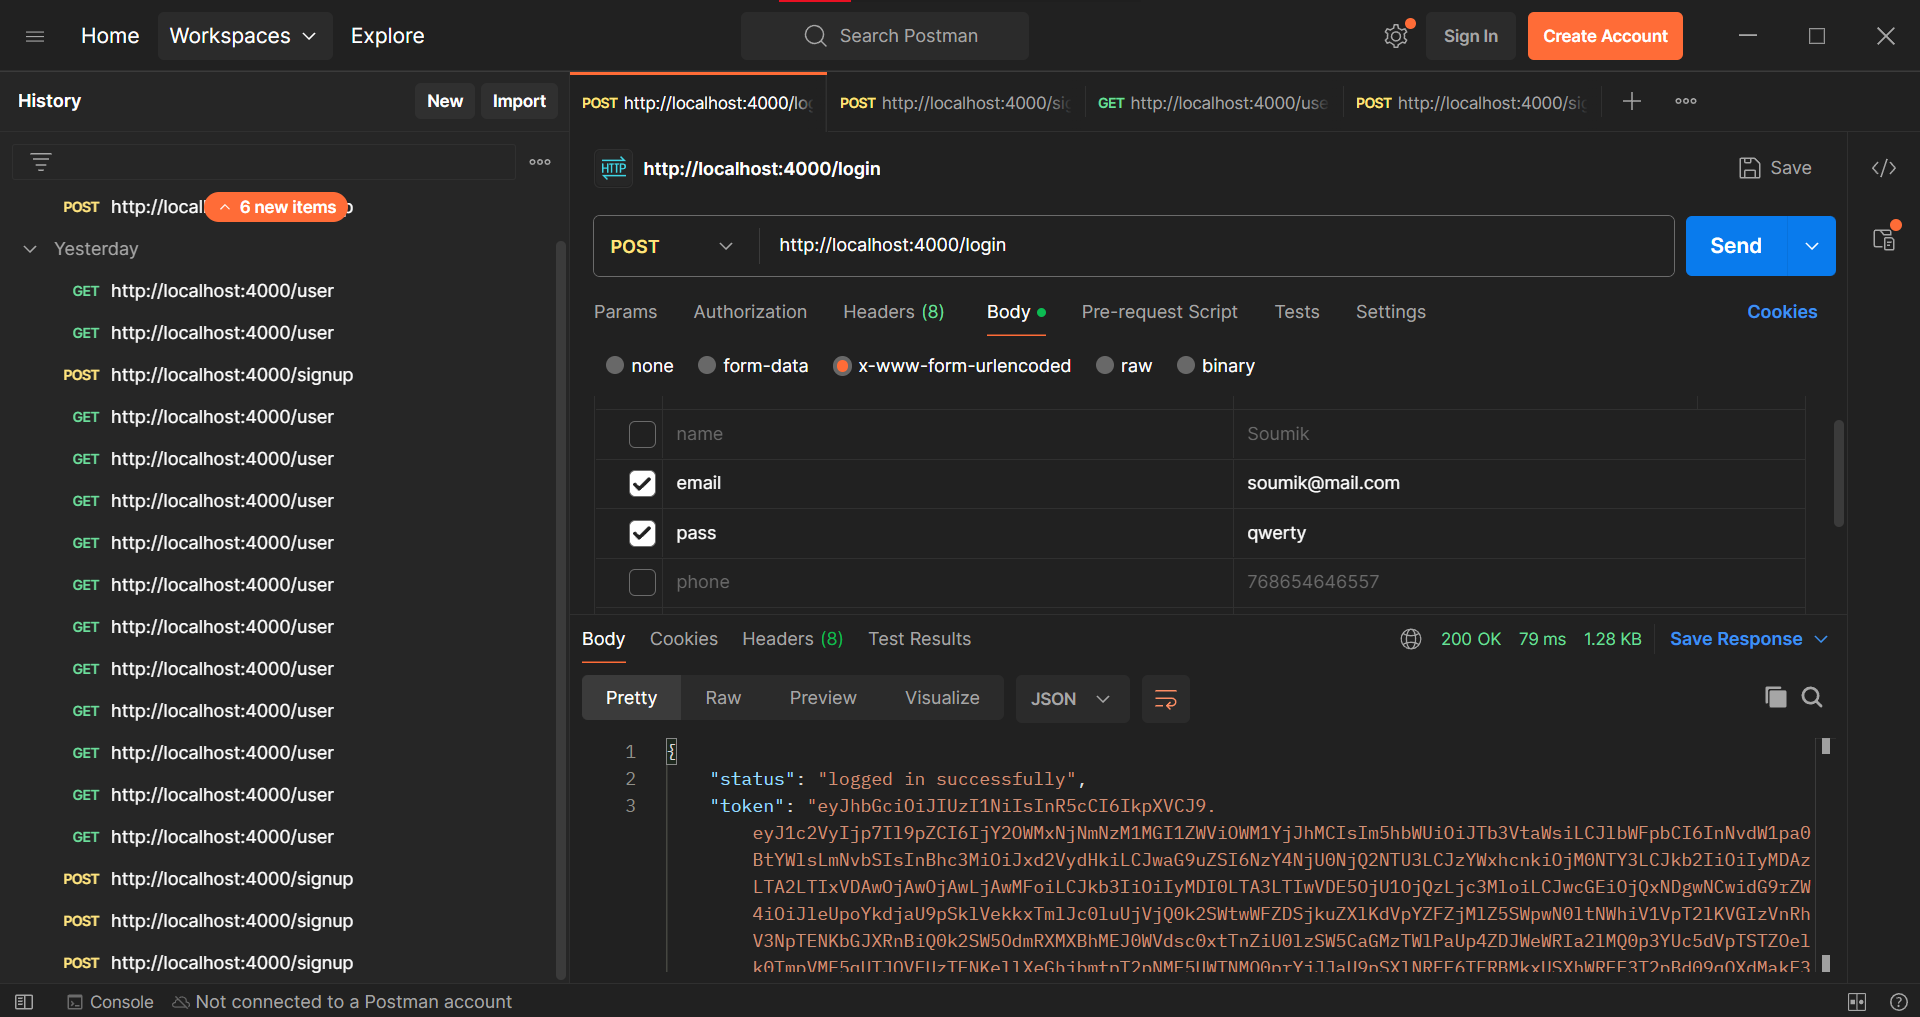 Home Workspaces Explore Search Postman Sign In Create Account
History New Import
POST http://localhost:4000/lo POST http://localhost:4000/si GET http://localhost:4000/use POST http://localhost:4000/si
POST http://local 6 new items p
Yesterday
GET http://localhost:4000/user
GET http://localhost:4000/user
POST http://localhost:4000/signup
GET http://localhost:4000/user
GET http://localhost:4000/user
GET http://localhost:4000/user
GET http://localhost:4000/user
GET http://localhost:4000/user
GET http://localhost:4000/user
GET http://localhost:4000/user
GET http://localhost:4000/user
GET http://localhost:4000/user
GET http://localhost:4000/user
GET http://localhost:4000/user
POST http://localhost:4000/signup
POST http://localhost:4000/signup
POST http://localhost:4000/signup
HTTP http://localhost:4000/login Save </>
POST http://localhost:4000/login Send
Params Authorization Headers (8) Body Pre-request Script Tests Settings Cookies
none form-data x-www-form-urlencoded raw binary
name Soumik
email soumik@mail.com
pass qwerty
phone 768654646557
Body Cookies Headers (8) Test Results 200 OK 79 ms 1.28 KB Save Response
Pretty Raw Preview Visualize JSON
1 {
2 "status": "logged in successfully",
3 "token": "eyJhbGciOiJIUzI1NiIsInR5cCI6IkpXVCJ9.
eyJ1c2VyIjp7Il9pZCI6IjY2OWMxNjNmNzM1MGI1ZWViOWM1YjJhMCIsIm5hbWUiOiJTb3VtaWsiLCJlbWFpbCI6InNvdW1pa0
BtYWlsLmNvbSIsInBhc3MiOiJxd2VydHkiLCJwaG9uZSI6NzY4NjU0NjQ2NTU3LCJzYWxhcnkiOjM0NTY3LCJkb2IiOiIyMDAz
LTA2LTIxVDAwOjAwOjAwLjAwMFoiLCJkb3IiOiIyMDI0LTA3LTIwVDE5OjU1OjQzLjc3MloiLCJwcGEiOjQxNDgwNCwidG9rZW
4iOiJleUpoYkdjaU9pSklVekkxTmlJc0luUjVjQ0k2SWtwWFZDSjkuZXlKdVpYZFZjMlZ5SWpwN0ltNWhiV1VpT2lKVGIzVnRh
V3NpTENKbGJXRnBiQ0k2SW5OdmRXMXBhMEJ0WVdsc0xtTnZiU0lzSW5CaGMzTWlPaUp4ZDJWeWRIa2lMQ0p3YUc5dVpTSTZOel
Console Not connected to a Postman account